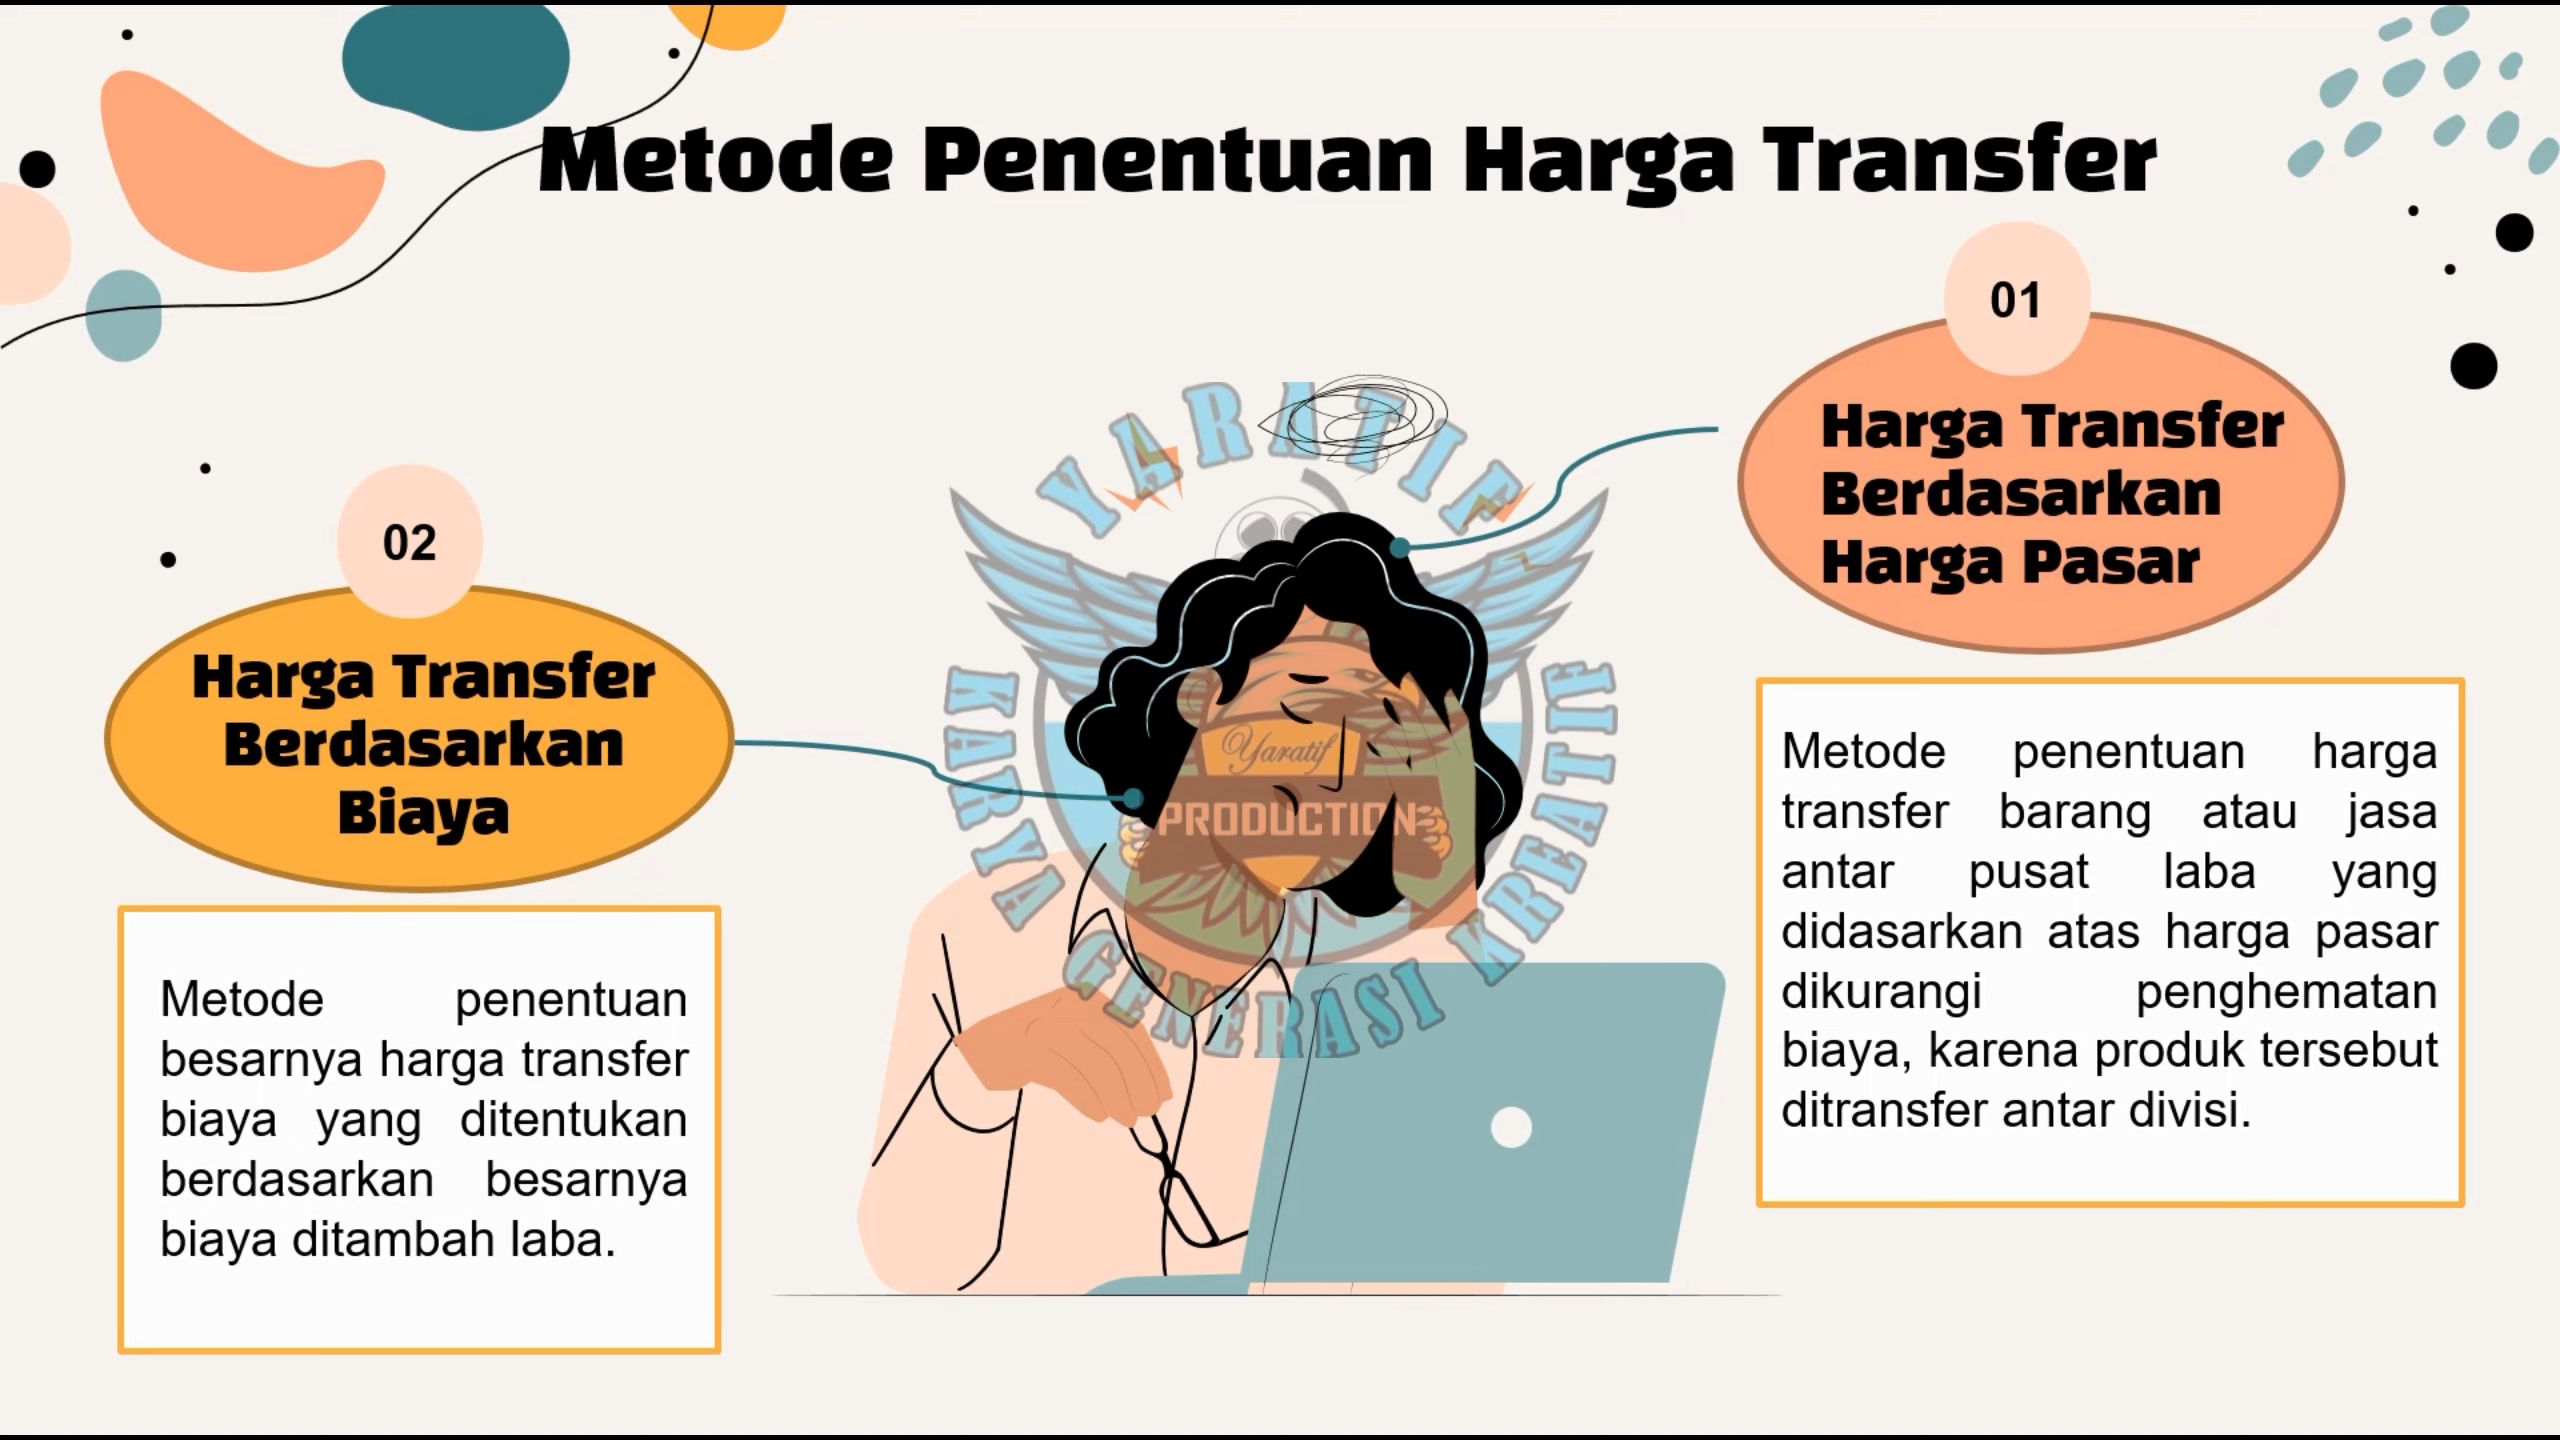 Metode Penentuan Harga Transfer
01
Harga Transfer
Berdasarkan
Harga Pasar
Metode penentuan harga
transfer barang atau jasa
antar pusat laba yang
didasarkan atas harga pasar
dikurangi penghematan
biaya, karena produk tersebut
ditransfer antar divisi.
02
Harga Transfer
Berdasarkan
Biaya
Metode penentuan
besarnya harga transfer
biaya yang ditentukan
berdasarkan besarnya
biaya ditambah laba.
YARATIF
Yaratif
PRODUCTION
KARYA GENERASI KREATIF